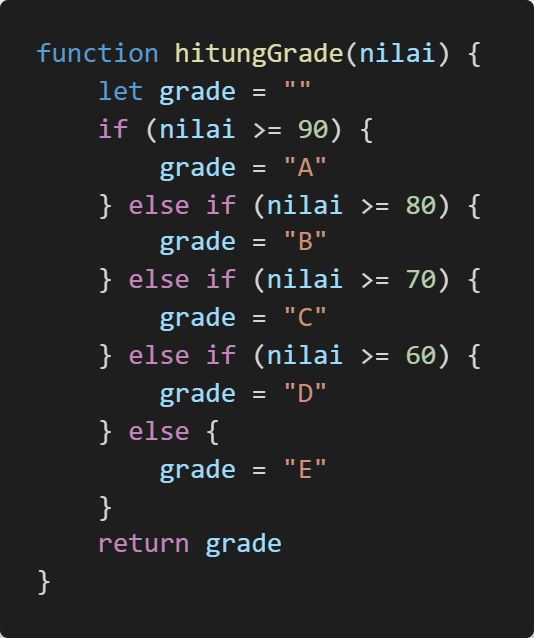 function hitungGrade(nilai) {
    let grade = ""
    if (nilai >= 90) {
        grade = "A"
    } else if (nilai >= 80) {
        grade = "B"
    } else if (nilai >= 70) {
        grade = "C"
    } else if (nilai >= 60) {
        grade = "D"
    } else {
        grade = "E"
    }
    return grade
}